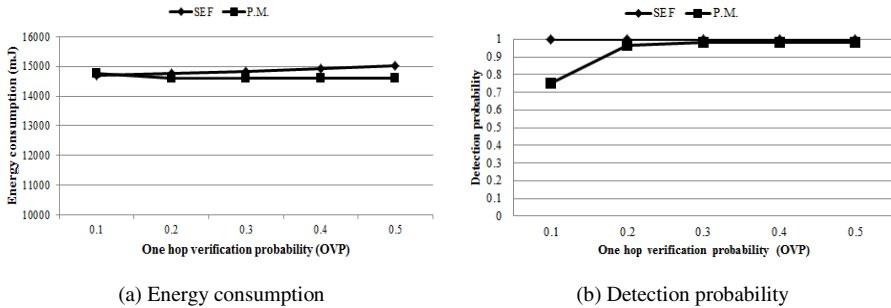 SEF P.M.
16000
15000
14000
13000
12000
11000
10000
Energy consumption (mJ)
0.1 0.2 0.3 0.4 0.5
One hop verification probability (OVP)
(a) Energy consumption
SEF P.M.
1
0.9
0.8
0.7
0.6
0.5
0.4
0.3
0.2
0.1
0
Detection probability
0.1 0.2 0.3 0.4 0.5
One hop verification probability (OVP)
(b) Detection probability